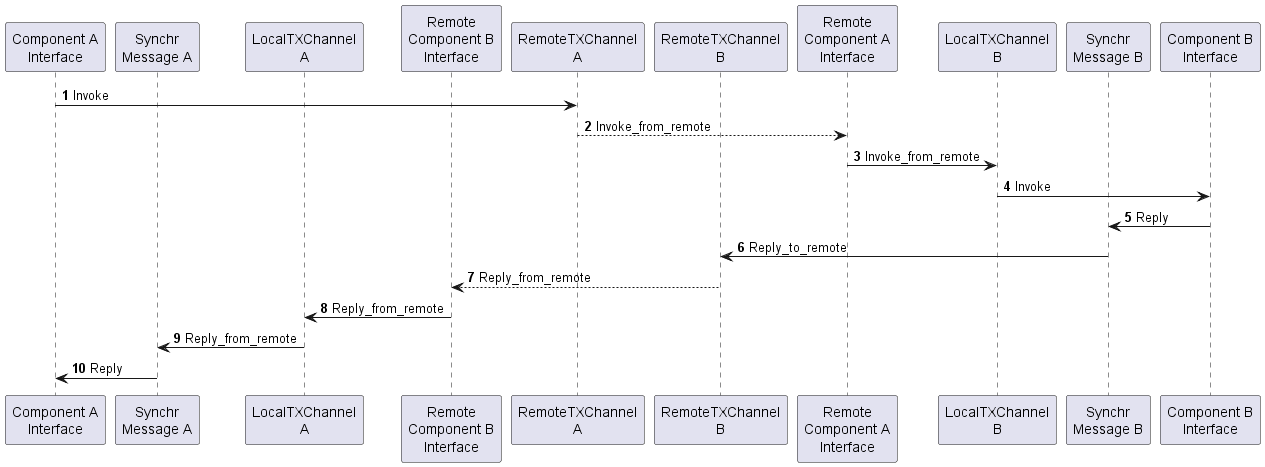 Component A
Interface
Synchr
Message A
LocalTXChannel
A
Remote
Component B
Interface
RemoteTXChannel
A
RemoteTXChannel
B
Remote
Component A
Interface
LocalTXChannel
B
Synchr
Message B
Component B
Interface
1 Invoke
2 Invoke_from_remote
3 Invoke_from_remote
4 Invoke
5 Reply
6 Reply_to_remote
7 Reply_from_remote
8 Reply_from_remote
9 Reply_from_remote
10 Reply
Component A
Interface
Synchr
Message A
LocalTXChannel
A
Remote
Component B
Interface
RemoteTXChannel
A
RemoteTXChannel
B
Remote
Component A
Interface
LocalTXChannel
B
Synchr
Message B
Component B
Interface